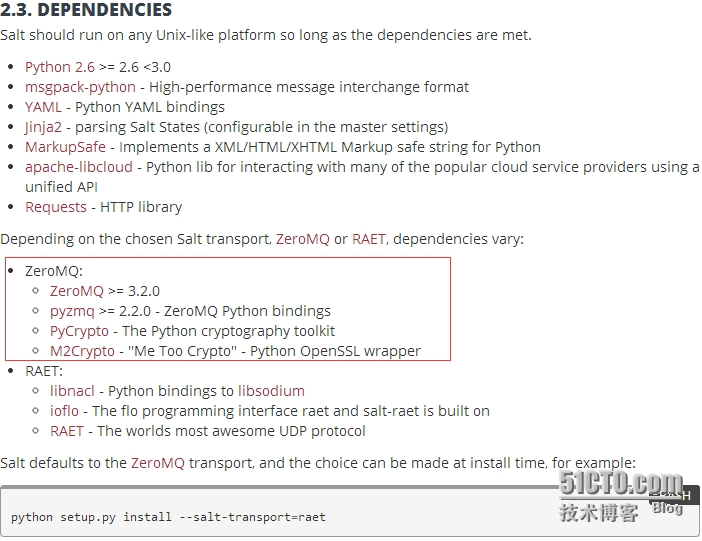 2.3. DEPENDENCIES
Salt should run on any Unix-like platform so long as the dependencies are met.
• Python 2.6 >= 2.6 <3.0
• msgpack-python - High-performance message interchange format
• YAML - Python YAML bindings
• Jinja2 - parsing Salt States (configurable in the master settings)
• MarkupSafe - Implements a XML/HTML/XHTML Markup safe string for Python
• apache-libcloud - Python lib for interacting with many of the popular cloud service providers using a
unified API
• Requests - HTTP library
Depending on the chosen Salt transport, ZeroMQ or RAET, dependencies vary:
• ZeroMQ:
◦ ZeroMQ >= 3.2.0
◦ pyzmq >= 2.2.0 - ZeroMQ Python bindings
◦ PyCrypto - The Python cryptography toolkit
◦ M2Crypto - "Me Too Crypto" - Python OpenSSL wrapper
• RAET:
◦ libnacl - Python bindings to libsodium
◦ ioflo - The flo programming interface raet and salt-raet is built on
◦ RAET - The worlds most awesome UDP protocol
Salt defaults to the ZeroMQ transport, and the choice can be made at install time, for example:
python setup.py install --salt-transport=raet
51CTO.com
技术博客 Blog